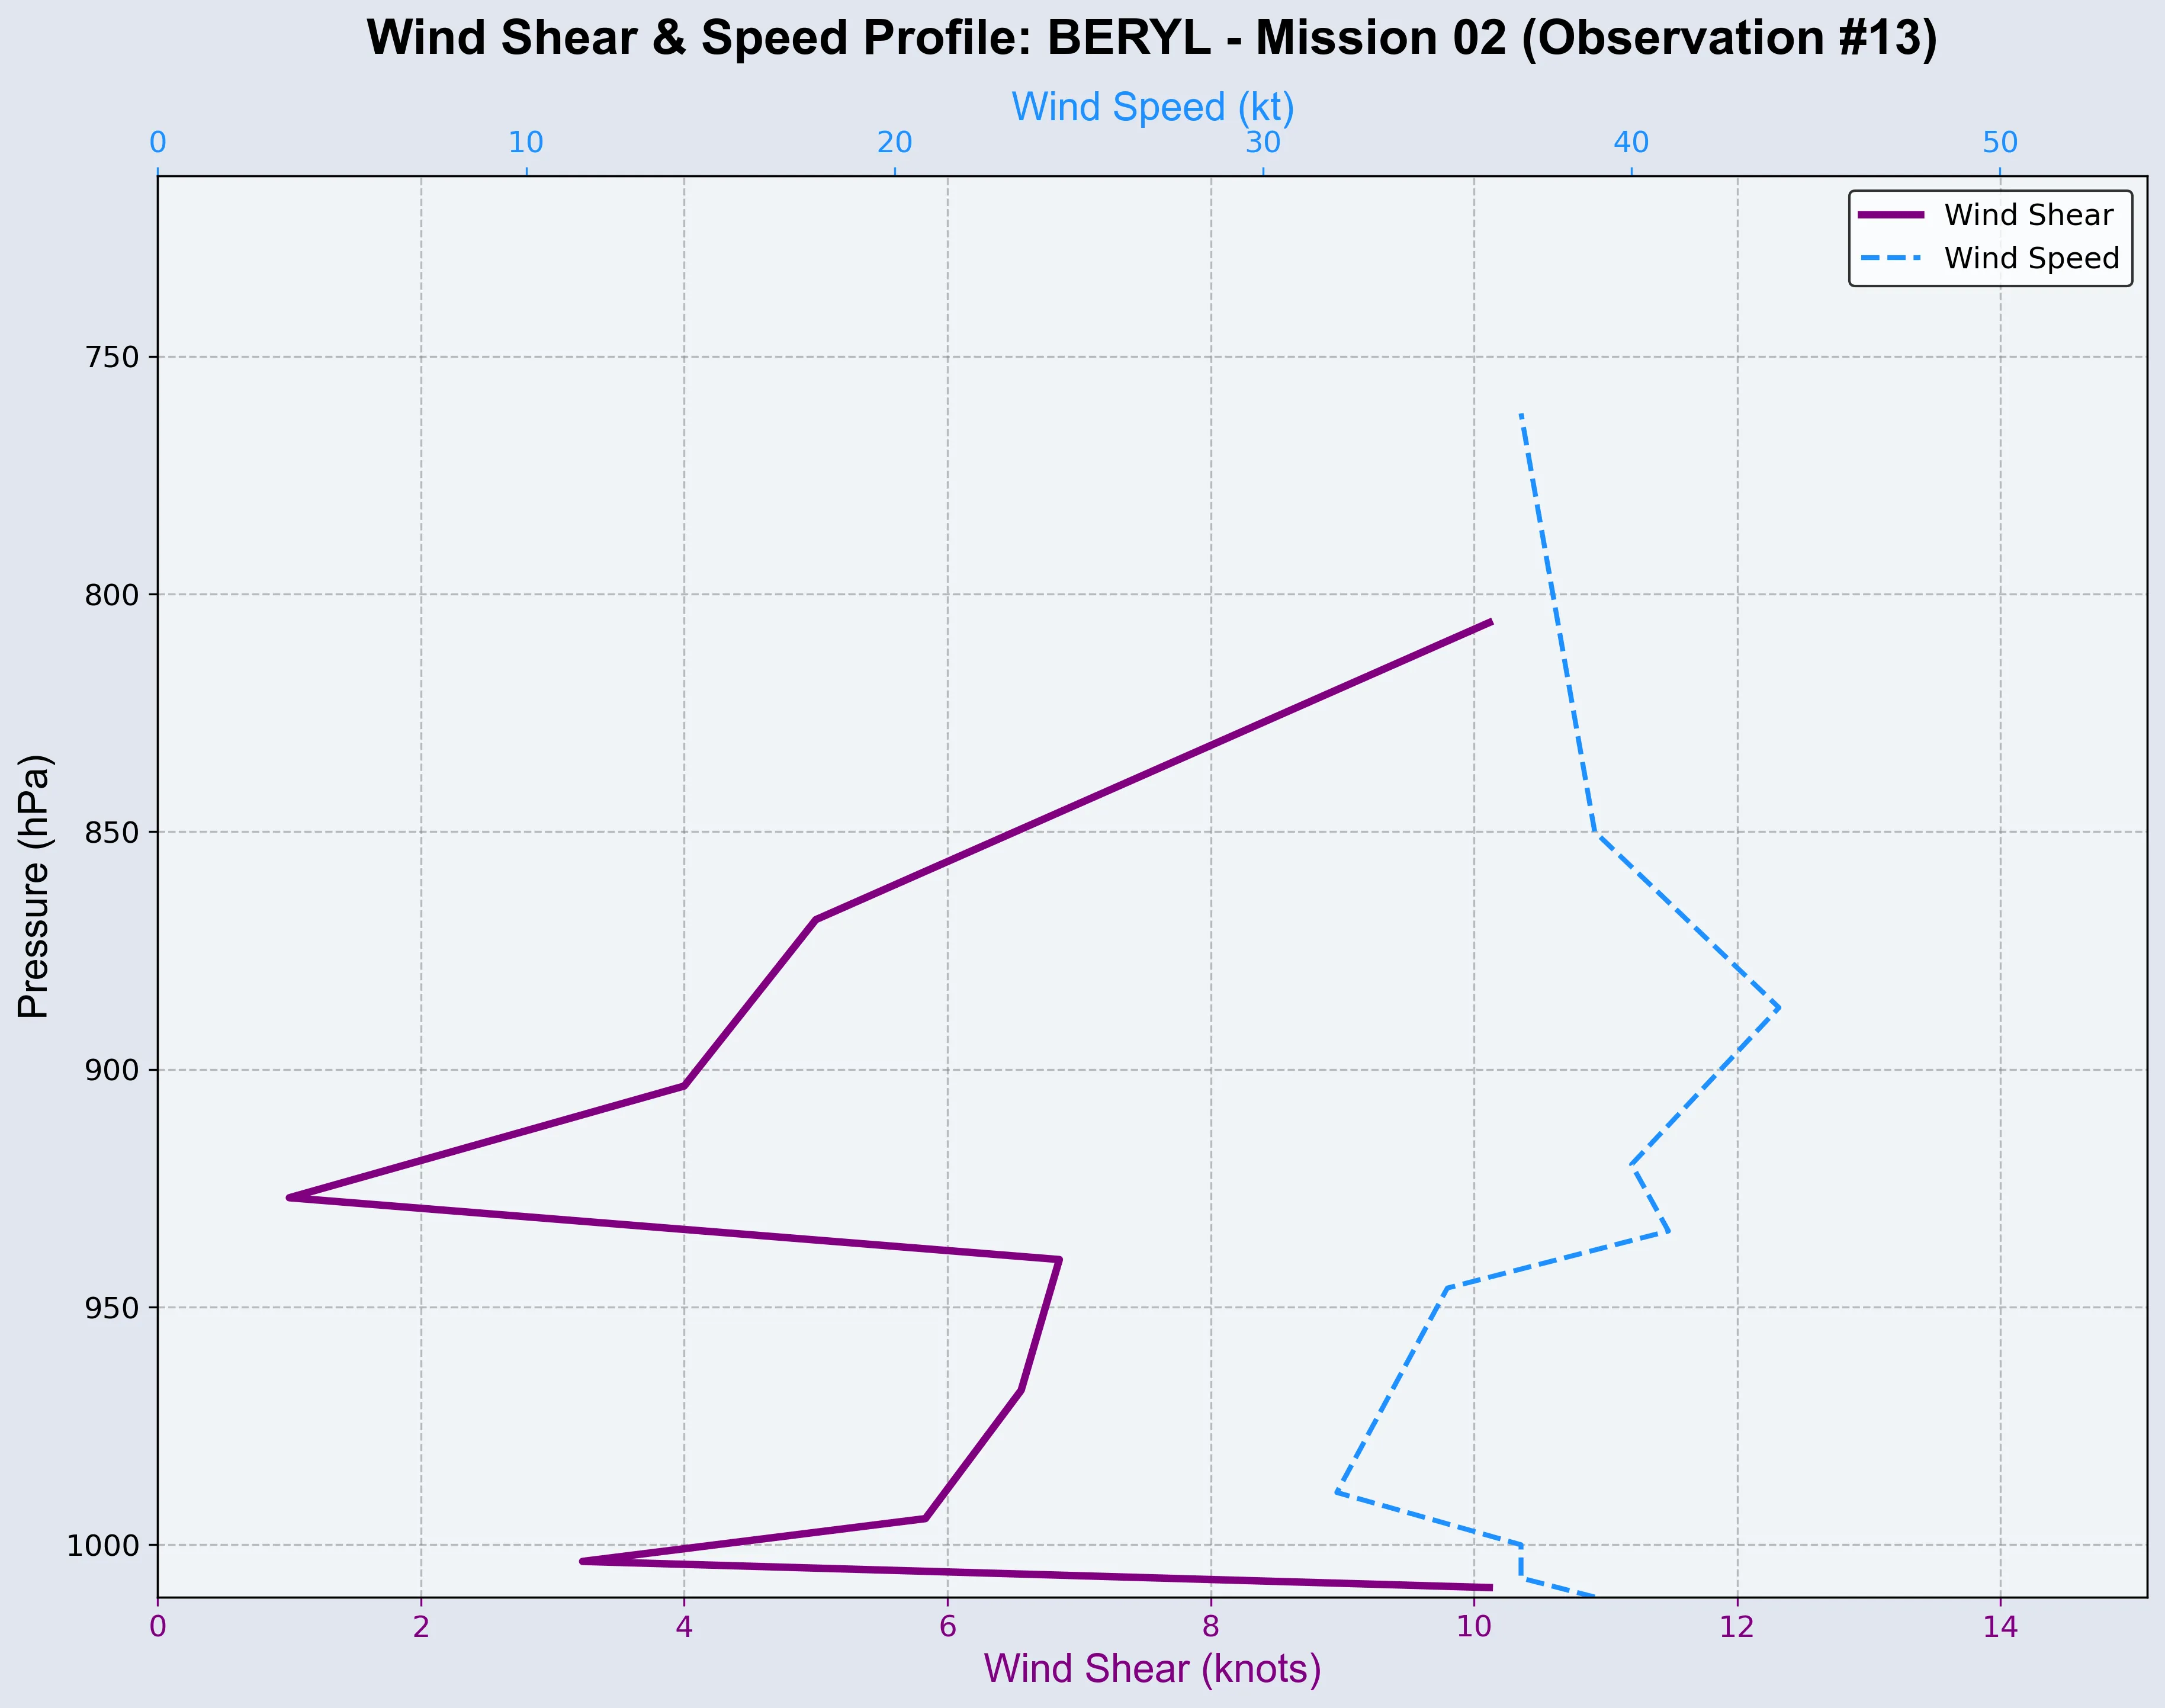 Wind Shear & Speed Profile: BERYL - Mission 02 (Observation #13)
Wind Speed (kt)
0 10 20 30 40 50
Wind Shear
Wind Speed
750
800
850
900
950
1000
Pressure (hPa)
0 2 4 6 8 10 12 14
Wind Shear (knots)